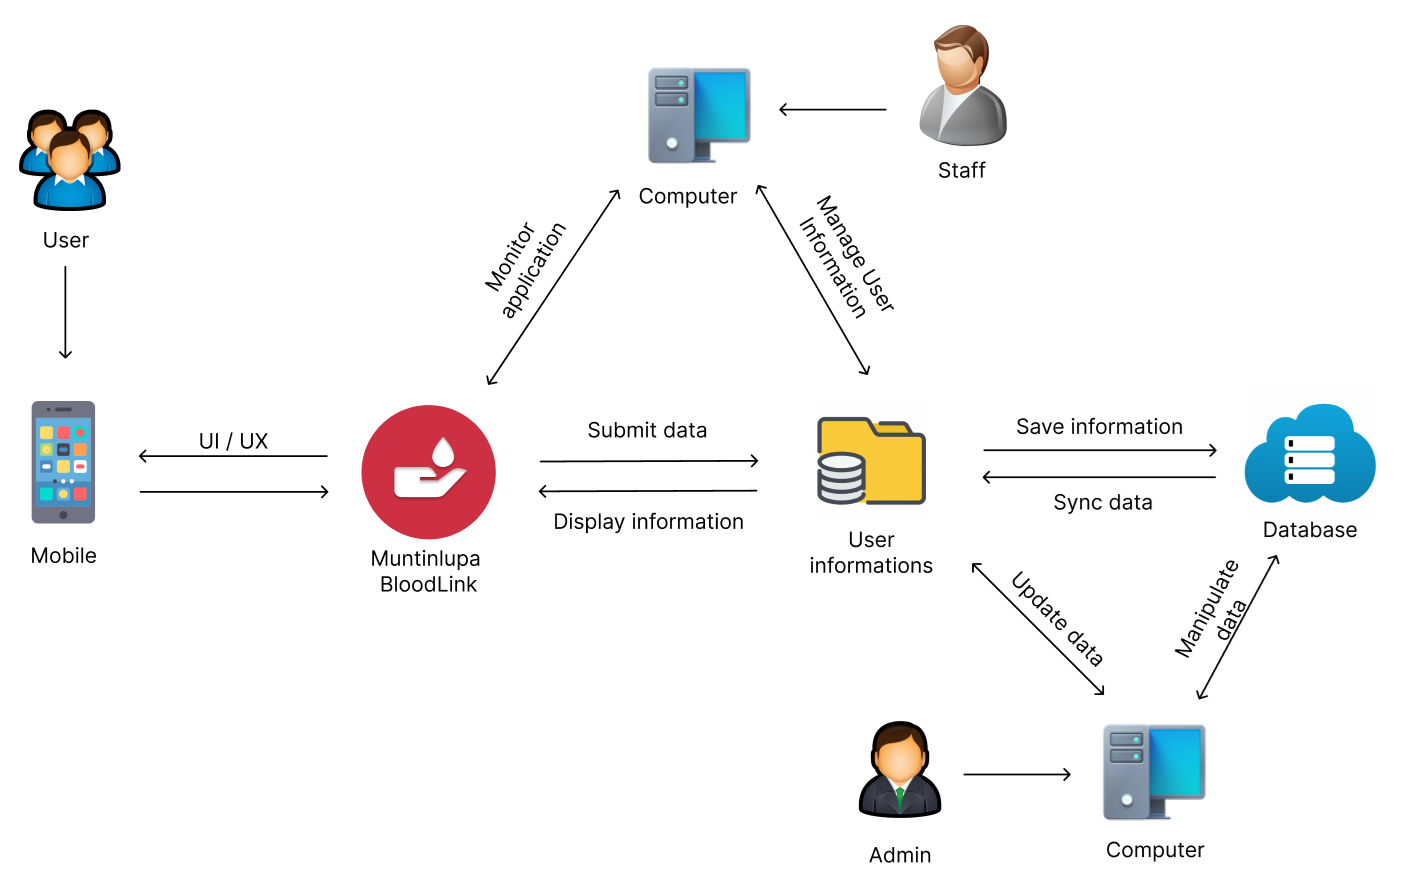 Staff
Computer
User
Monitor
application
Manage User
Information
UI / UX
Submit data
Save information
Display information
Sync data
Mobile
Muntinlupa
BloodLink
User
informations
Database
Update data
Manipulate
data
Admin
Computer